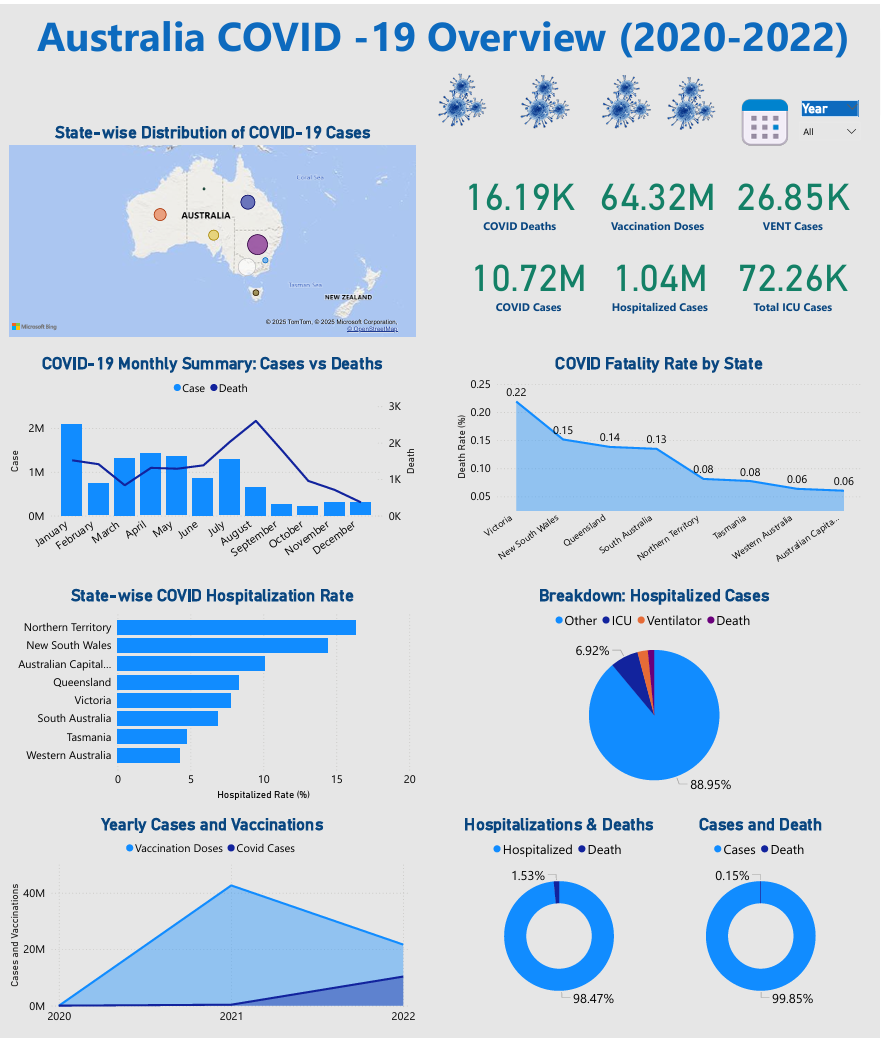 Australia COVID -19 Overview (2020-2022)
Year
All
State-wise Distribution of COVID-19 Cases
Coral Sea
AUSTRALIA
Tasman Sea
NEW ZEALAND
Microsoft Bing
© 2025 TomTom, © 2025 Microsoft Corporation,
© OpenStreetMap
16.19K
COVID Deaths
64.32M
Vaccination Doses
26.85K
VENT Cases
10.72M
COVID Cases
1.04M
Hospitalized Cases
72.26K
Total ICU Cases
COVID-19 Monthly Summary: Cases vs Deaths
Case Death
Case
2M
1M
0M
3K
2K
1K
0K
Death
January
February
March
April
May
June
July
August
September
October
November
December
COVID Fatality Rate by State
Death Rate (%)
0.25
0.20
0.15
0.10
0.05
0.22
0.15
0.14
0.13
0.08
0.08
0.06
0.06
Victoria
New South Wales
Queensland
South Australia
Northern Territory
Tasmania
Western Australia
Australian Capita...
State-wise COVID Hospitalization Rate
Northern Territory
New South Wales
Australian Capital...
Queensland
Victoria
South Australia
Tasmania
Western Australia
0 5 10 15 20
Hospitalized Rate (%)
Breakdown: Hospitalized Cases
Other ICU Ventilator Death
6.92%
88.95%
Yearly Cases and Vaccinations
Vaccination Doses Covid Cases
Cases and Vaccinations
40M
20M
0M
2020 2021 2022
Hospitalizations & Deaths
Hospitalized Death
1.53%
98.47%
Cases and Death
Cases Death
0.15%
99.85%